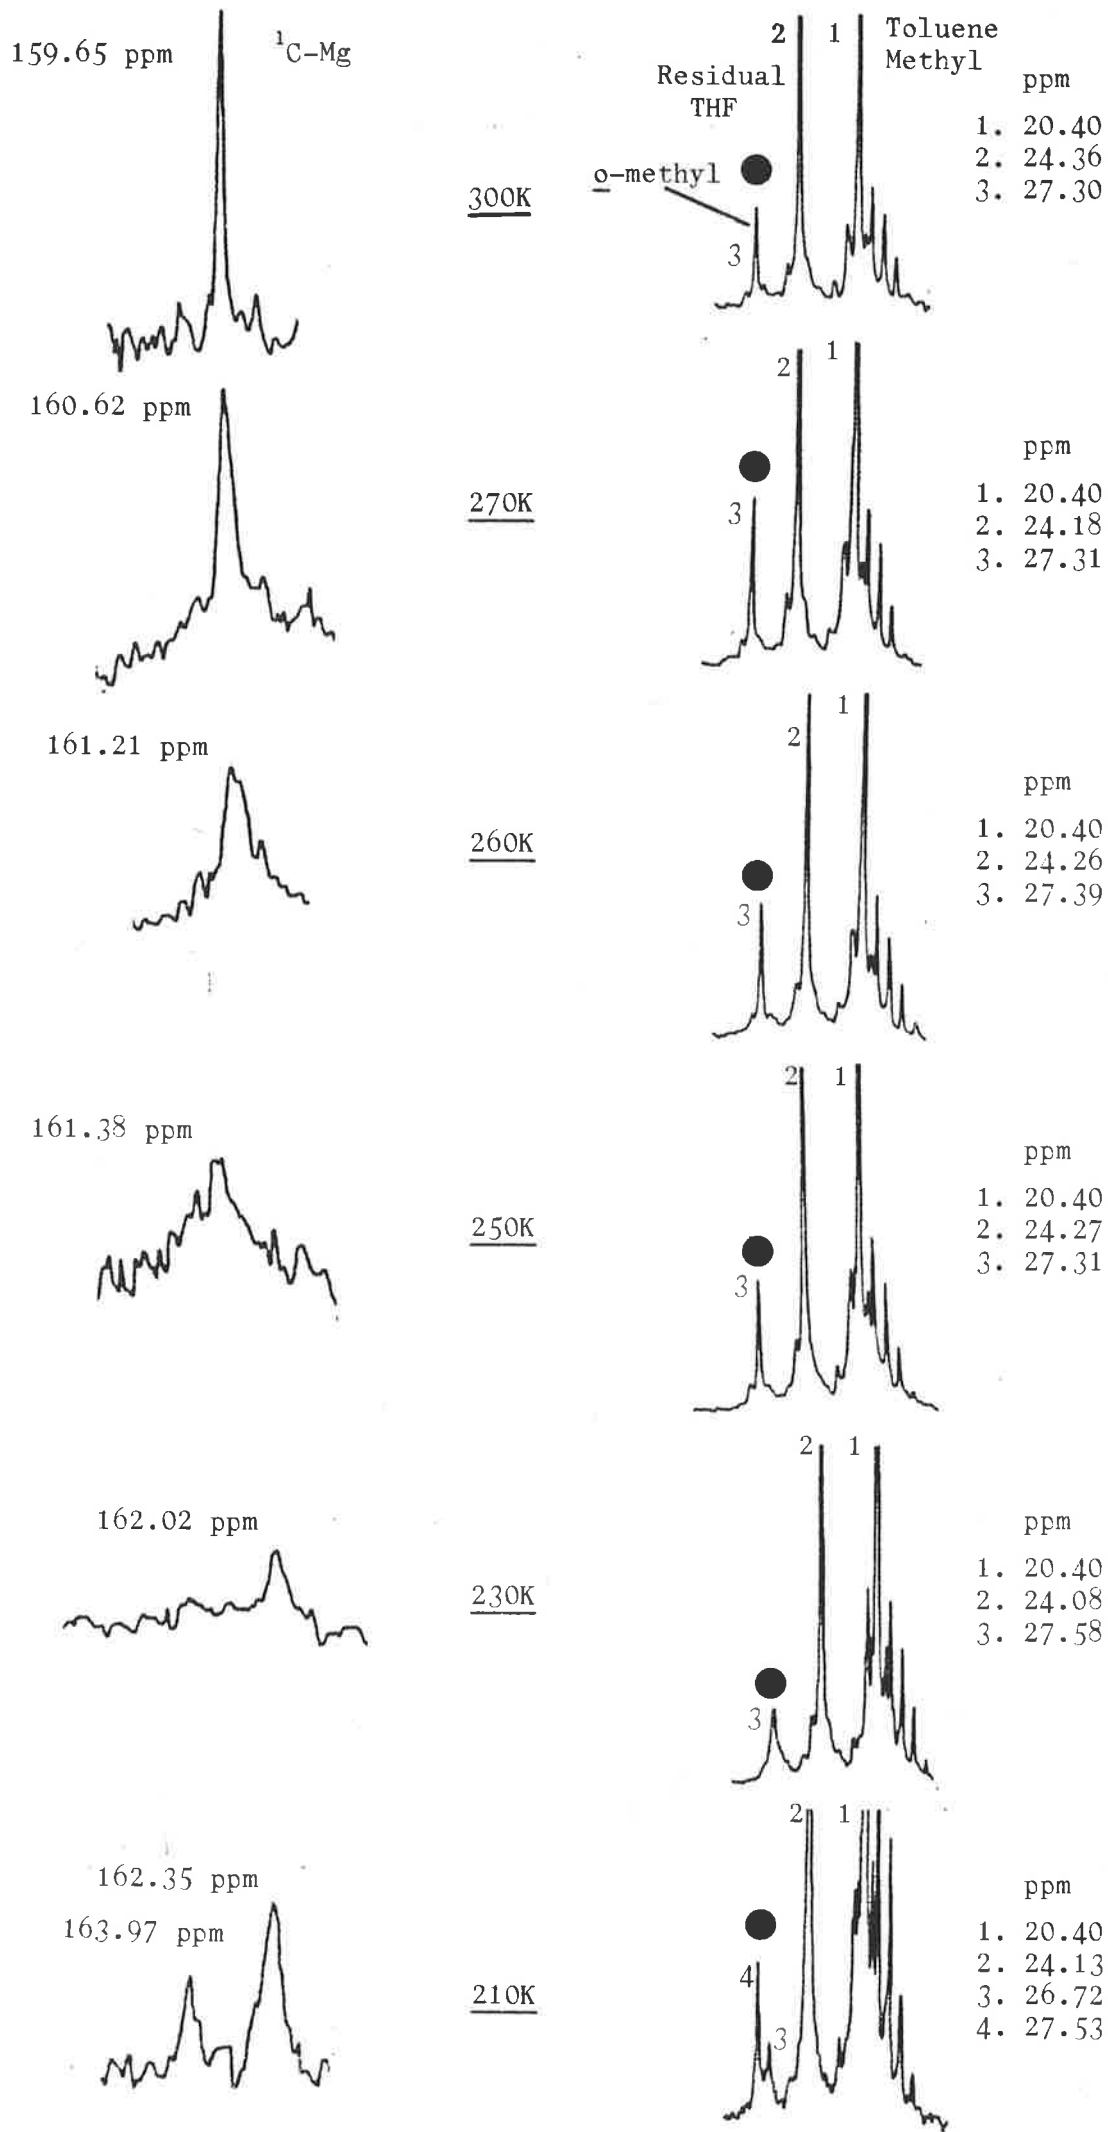 159.65 ppm
¹C-Mg
300K
2
1
Toluene
Methyl
Residual
THF
o-methyl
3
ppm
1. 20.40
2. 24.36
3. 27.30
160.62 ppm
270K
2
1
3
ppm
1. 20.40
2. 24.18
3. 27.31
161.21 ppm
260K
2
1
3
ppm
1. 20.40
2. 24.26
3. 27.39
161.38 ppm
250K
2
1
3
ppm
1. 20.40
2. 24.27
3. 27.31
162.02 ppm
230K
2
1
3
ppm
1. 20.40
2. 24.08
3. 27.58
162.35 ppm
163.97 ppm
210K
2
1
4
3
ppm
1. 20.40
2. 24.13
3. 26.72
4. 27.53